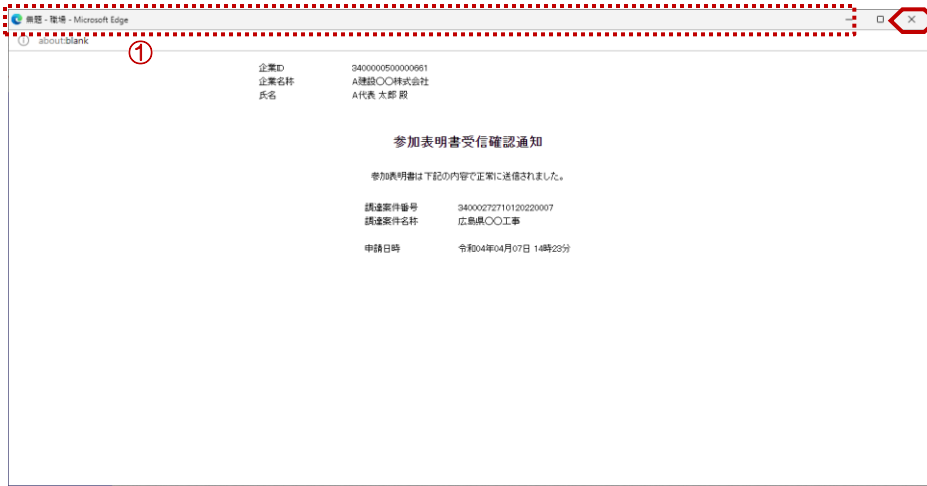 無題 - 職場 - Microsoft Edge
about:blank
①
企業ID 3400000500000661
企業名称 A建設〇〇株式会社
氏名 A代表 太郎 殿
参加表明書受信確認通知
参加表明書は下記の内容で正常に送信されました。
調達案件番号 34000272710120220007
調達案件名称 広島県〇〇工事
申請日時 令和04年04月07日 14時23分